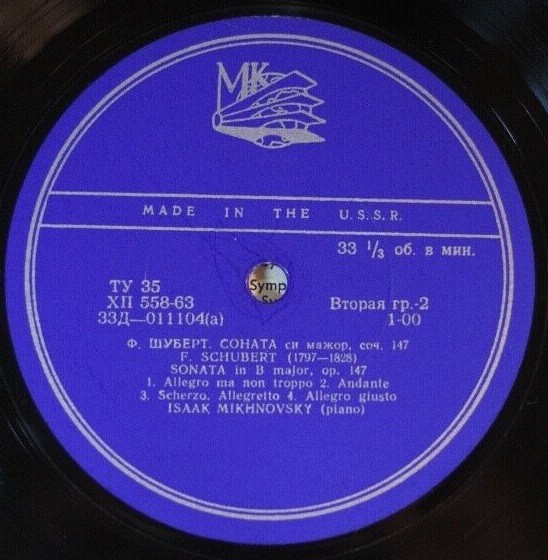 МК
MADE IN THE U.S.S.R.
33 1/3 об. в мин.
ТУ 35
ХП 558-63
33Д—011104(а)
Symp
Вторая гр.-2
1-00
Ф. ШУБЕРТ. СОНАТА си мажор, соч. 147
F. SCHUBERT (1797—1828)
SONATA in B major, op. 147
1. Allegro ma non troppo 2. Andante
3. Scherzo. Allegretto 4. Allegro giusto
ISAAK MIKHNOVSKY (piano)